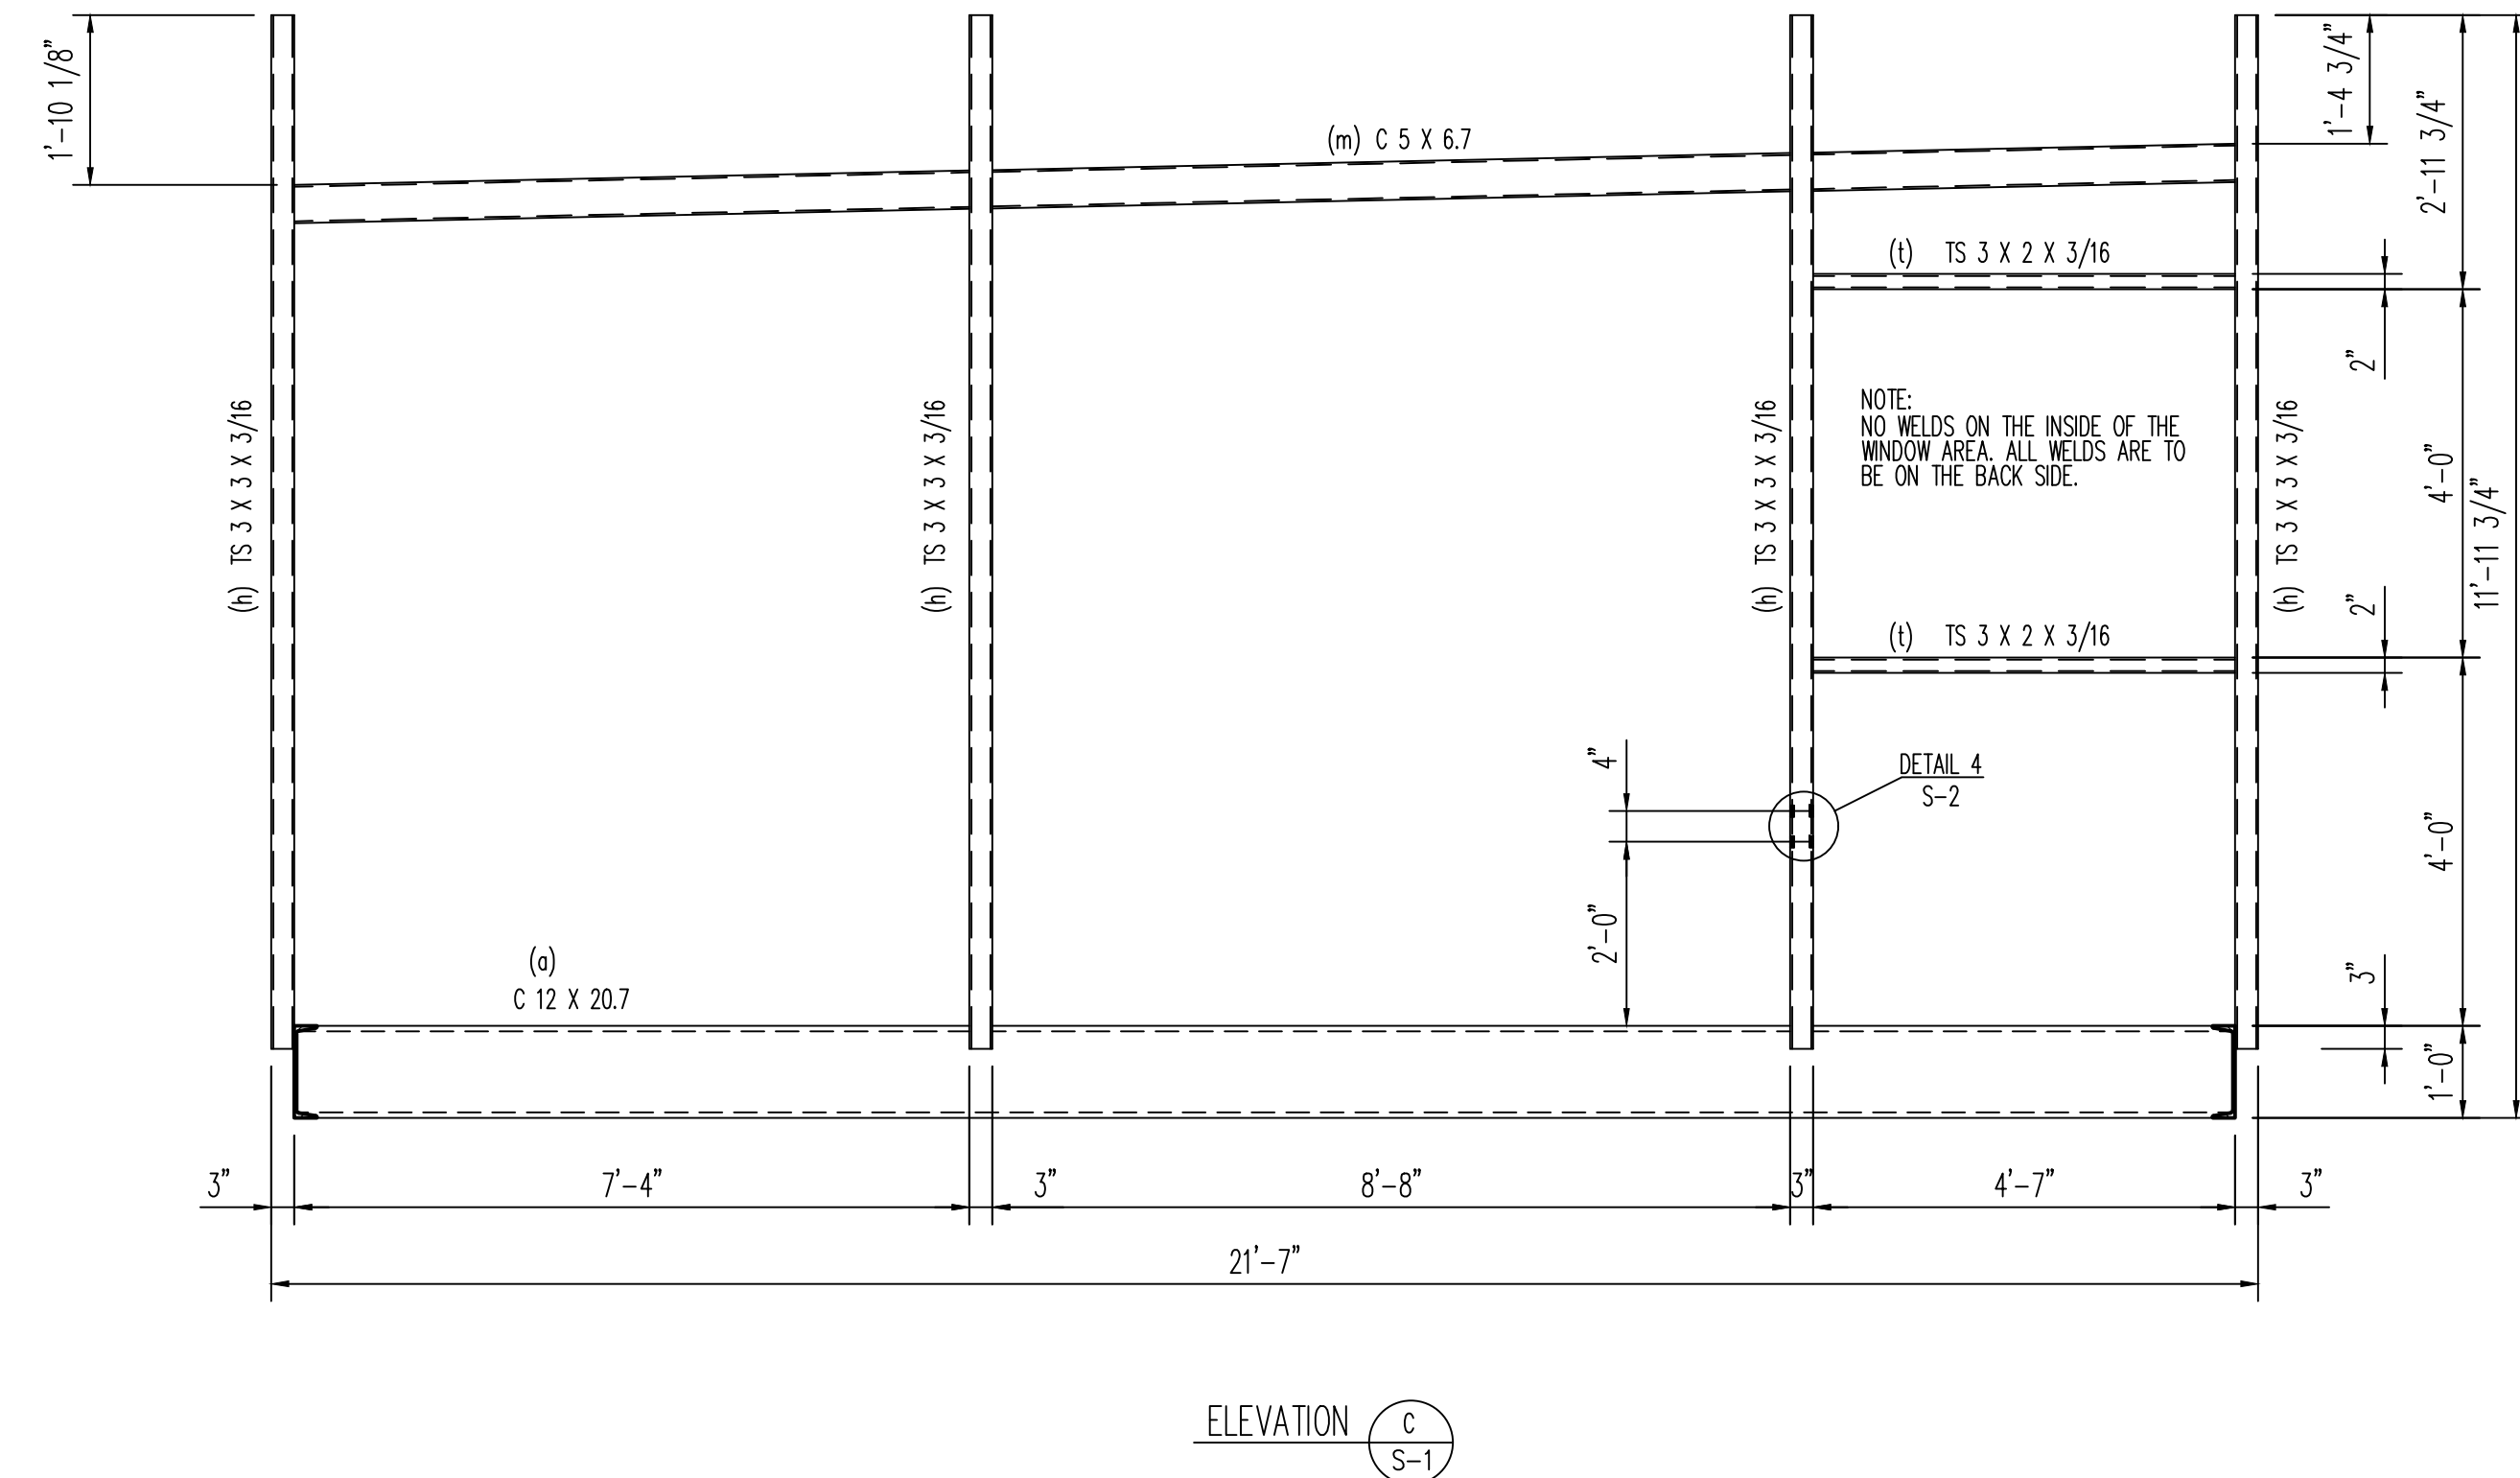 1'-10 1/8"
1'-4 3/4"
2'-11 3/4"
(m) C 5 X 6.7
(t) TS 3 X 2 X 3/16
2"
(h) TS 3 X 3 X 3/16
(h) TS 3 X 3 X 3/16
(h) TS 3 X 3 X 3/16
NOTE:
NO WELDS ON THE INSIDE OF THE
WINDOW AREA. ALL WELDS ARE TO
BE ON THE BACK SIDE.
(h) TS 3 X 3 X 3/16
4'-0"
11'-11 3/4"
2"
(t) TS 3 X 2 X 3/16
4"
DETAIL 4
S-2
4'-0"
2'-0"
(a)
C 12 X 20.7
3"
1'-0"
3"
7'-4"
3"
8'-8"
3"
4'-7"
3"
21'-7"
ELEVATION
C
S-1